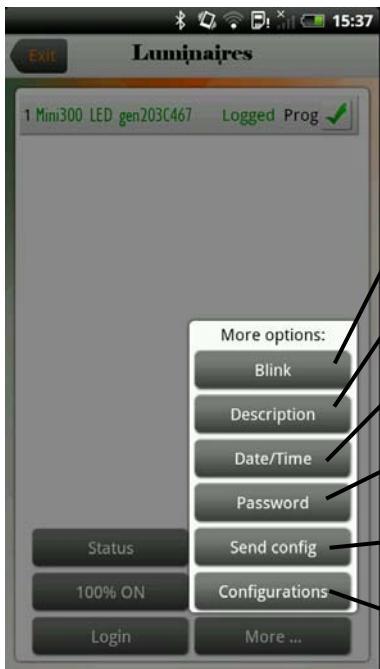 15:37
Exit
Luminaires
1 Mini300 LED gen203C467 Logged Prog
More options:
Blink
Description
Date/Time
Password
Status
Send config
100% ON
Configurations
Login
More ...